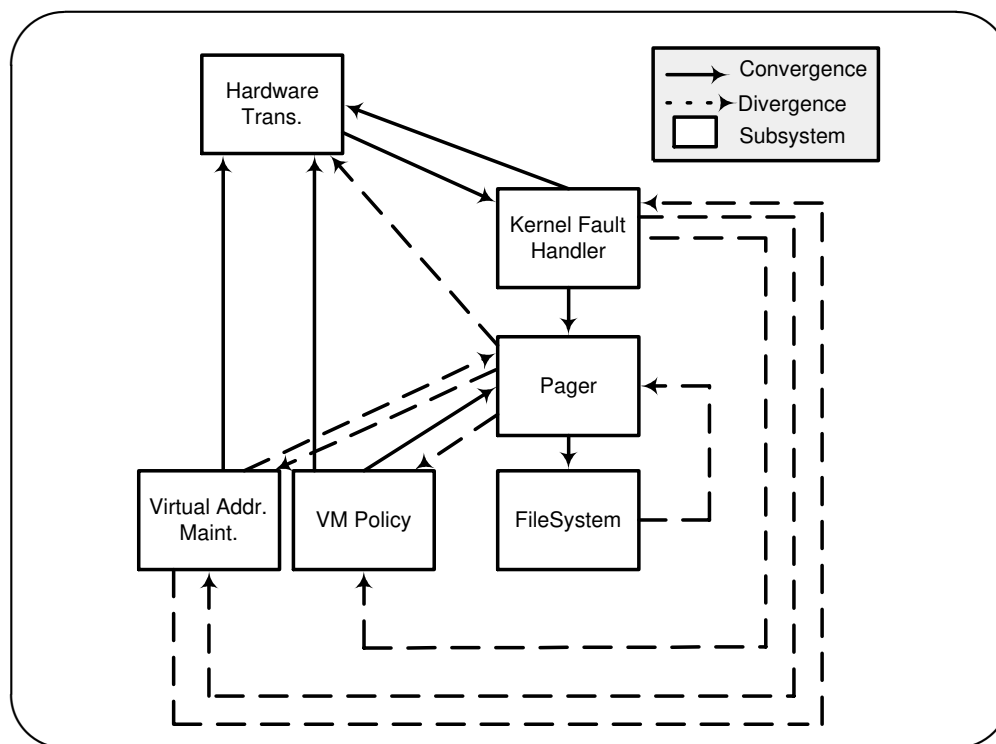 Hardware
Trans.
Convergence
Divergence
Subsystem
Kernel Fault
Handler
Pager
Virtual Addr.
Maint.
VM Policy
FileSystem